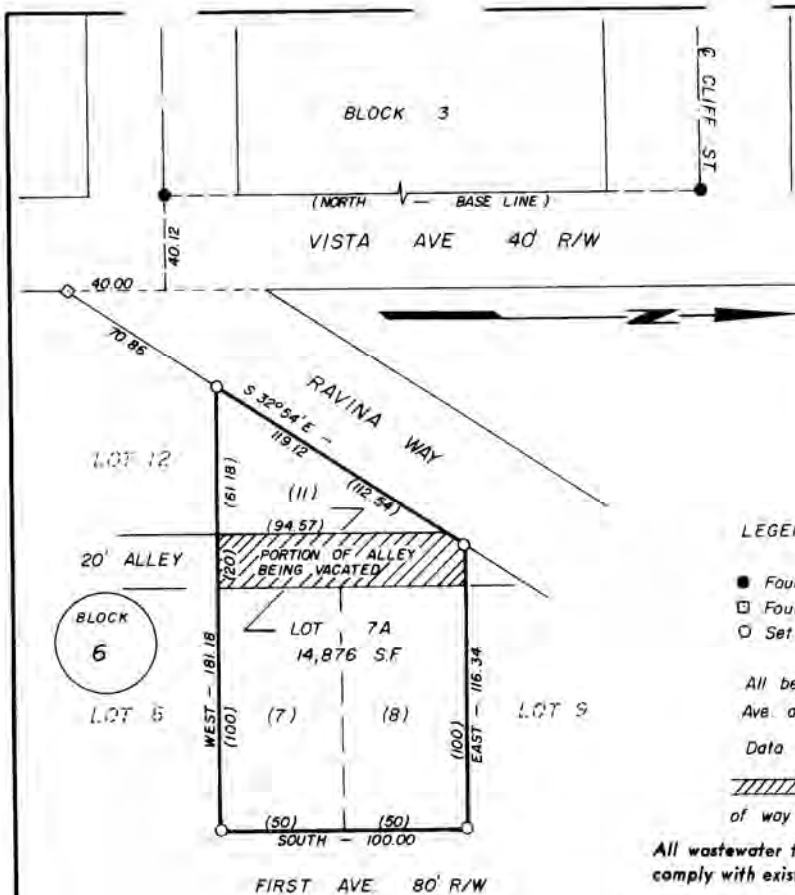 BLOCK 3
℄ CLIFF ST.
(NORTH — BASE LINE)
40.12
VISTA AVE 40' R/W
40.00
N
70.86
RAVINA WAY
S 32°54'E -
119.12
(112.54)
LOT 12
(61.18)
(11)
(94.57)
20' ALLEY
(20)
PORTION OF ALLEY
BEING VACATED
LEGE
● Fou
□ Fou
○ Set
BLOCK
6
LOT 7A
14,876 S.F
LOT 6
WEST - 181.18
(100)
(7)
(8)
(100)
EAST - 116.34
LOT 9
All be
Ave. a
Data
of way
(50)
(50)
SOUTH - 100.00
All wastewater t
comply with exis
FIRST AVE. 80' R/W